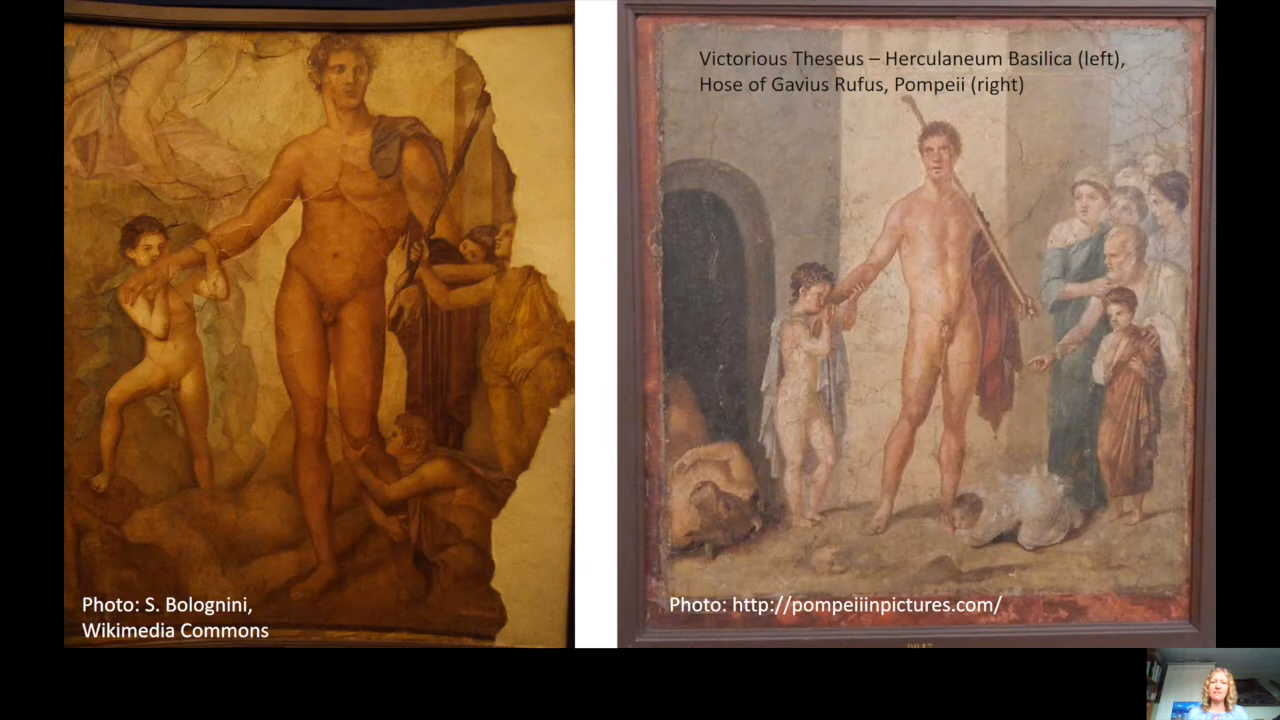 Victorious Theseus – Herculaneum Basilica (left),
Hose of Gavius Rufus, Pompeii (right)
Photo: S. Bolognini,
Wikimedia Commons
Photo: http://pompeiiinpictures.com/